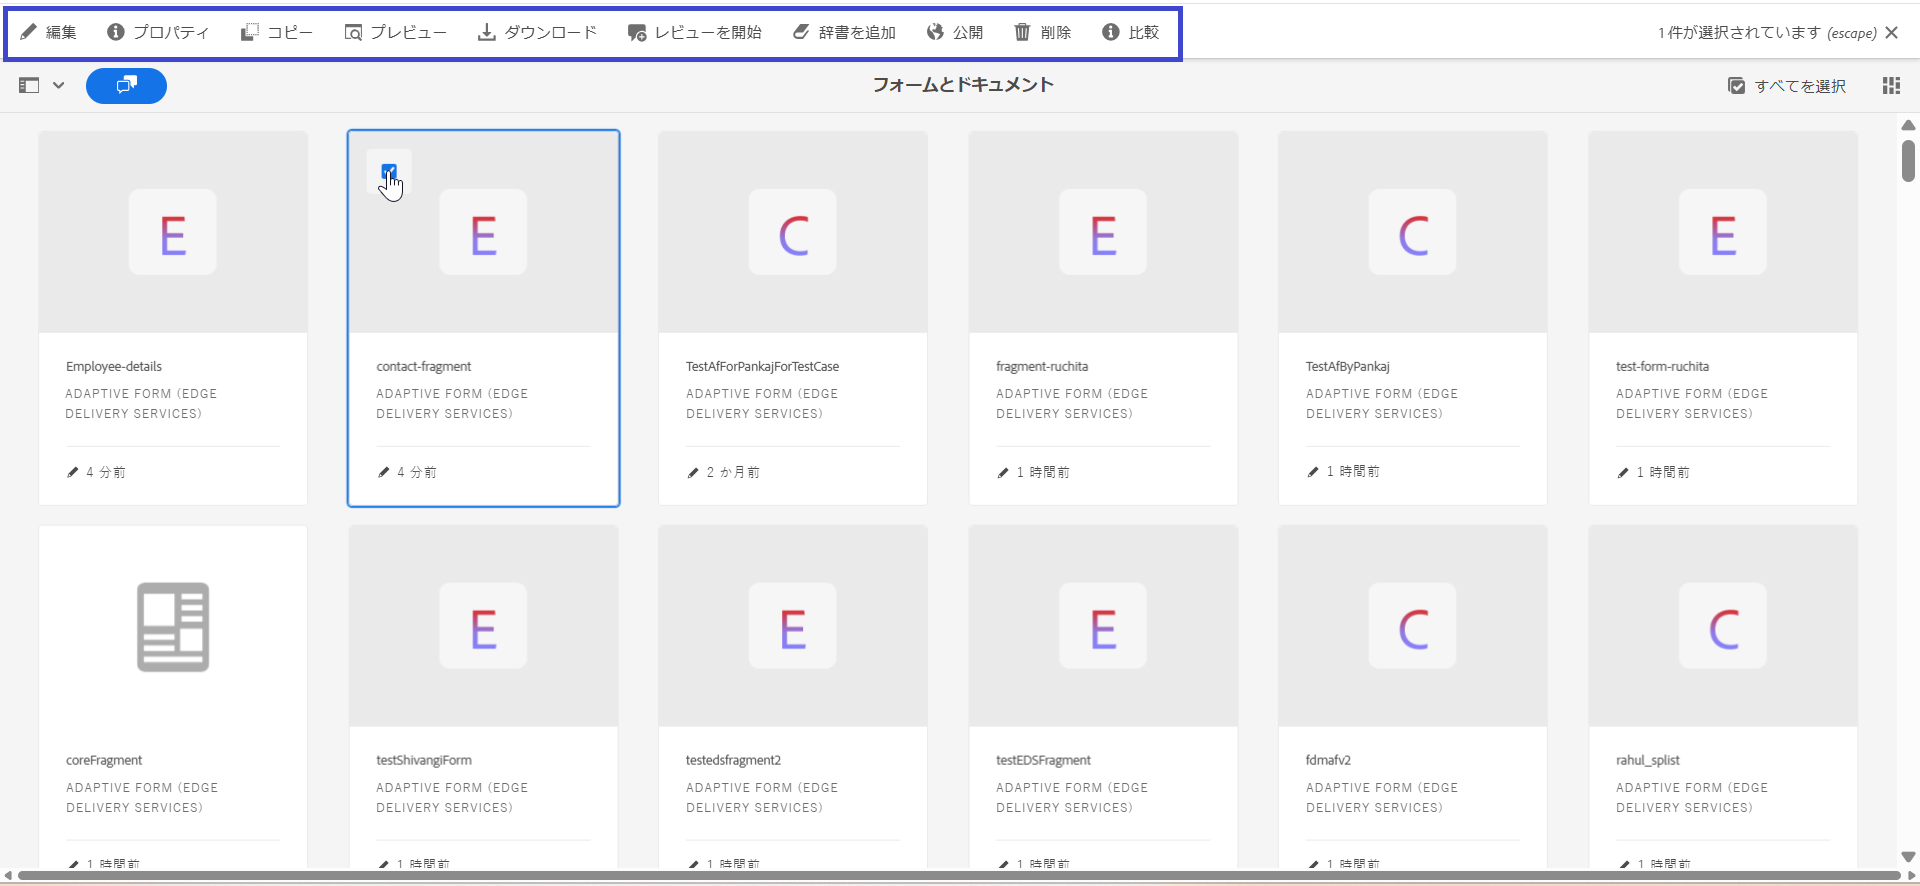 編集 プロパティ コピー プレビュー ダウンロード レビューを開始 辞書を追加 公開 削除 比較 1件が選択されています (escape)
フォームとドキュメント すべてを選択
E E C E C E
Employee-details contact-fragment TestAfForPankajForTestCase fragment-ruchita TestAfByPankaj test-form-ruchita
ADAPTIVE FORM (EDGE ADAPTIVE FORM (EDGE ADAPTIVE FORM (EDGE ADAPTIVE FORM (EDGE ADAPTIVE FORM (EDGE ADAPTIVE FORM (EDGE
DELIVERY SERVICES) DELIVERY SERVICES) DELIVERY SERVICES) DELIVERY SERVICES) DELIVERY SERVICES) DELIVERY SERVICES)
4 分前 4 分前 2 か月前 1 時間前 1 時間前 1 時間前
E E E C C
coreFragment testShivangiForm testedsfragment2 testEDSFragment fdmafv2 rahul_splist
ADAPTIVE FORM (EDGE ADAPTIVE FORM (EDGE ADAPTIVE FORM (EDGE ADAPTIVE FORM (EDGE ADAPTIVE FORM (EDGE ADAPTIVE FORM (EDGE
DELIVERY SERVICES) DELIVERY SERVICES) DELIVERY SERVICES) DELIVERY SERVICES) DELIVERY SERVICES) DELIVERY SERVICES)
1 時間前 1 時間前 1 時間前 1 時間前 1 時間前 1 時間前